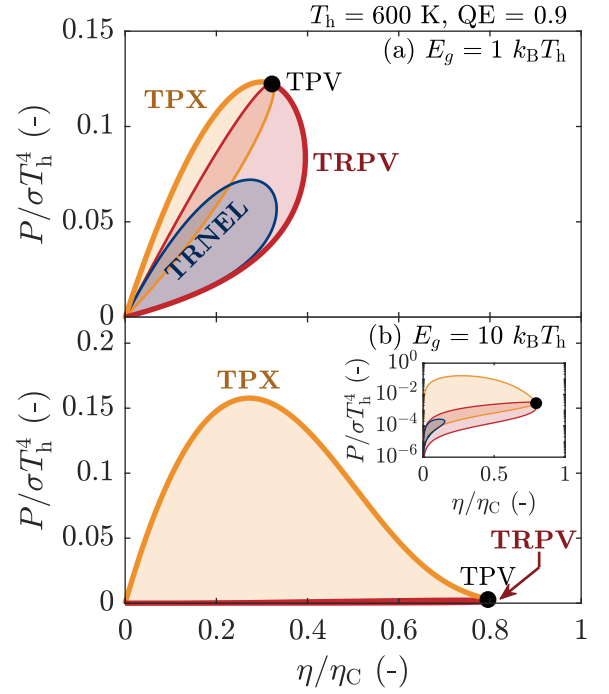 T_h = 600 K, QE = 0.9
(a) E_g = 1 k_BT_h
0.15
0.1
0.05
0
P/σT_h^4 (-)
TPX
TPV
TRPV
TRNEL
(b) E_g = 10 k_BT_h
0.2
0.15
0.1
0.05
0
P/σT_h^4 (-)
TPX
10^0
10^-2
10^-4
10^-6
P/σT_h^4 (-)
0 0.5 1
η/η_C (-)
TRPV
TPV
0 0.2 0.4 0.6 0.8 1
η/η_C (-)